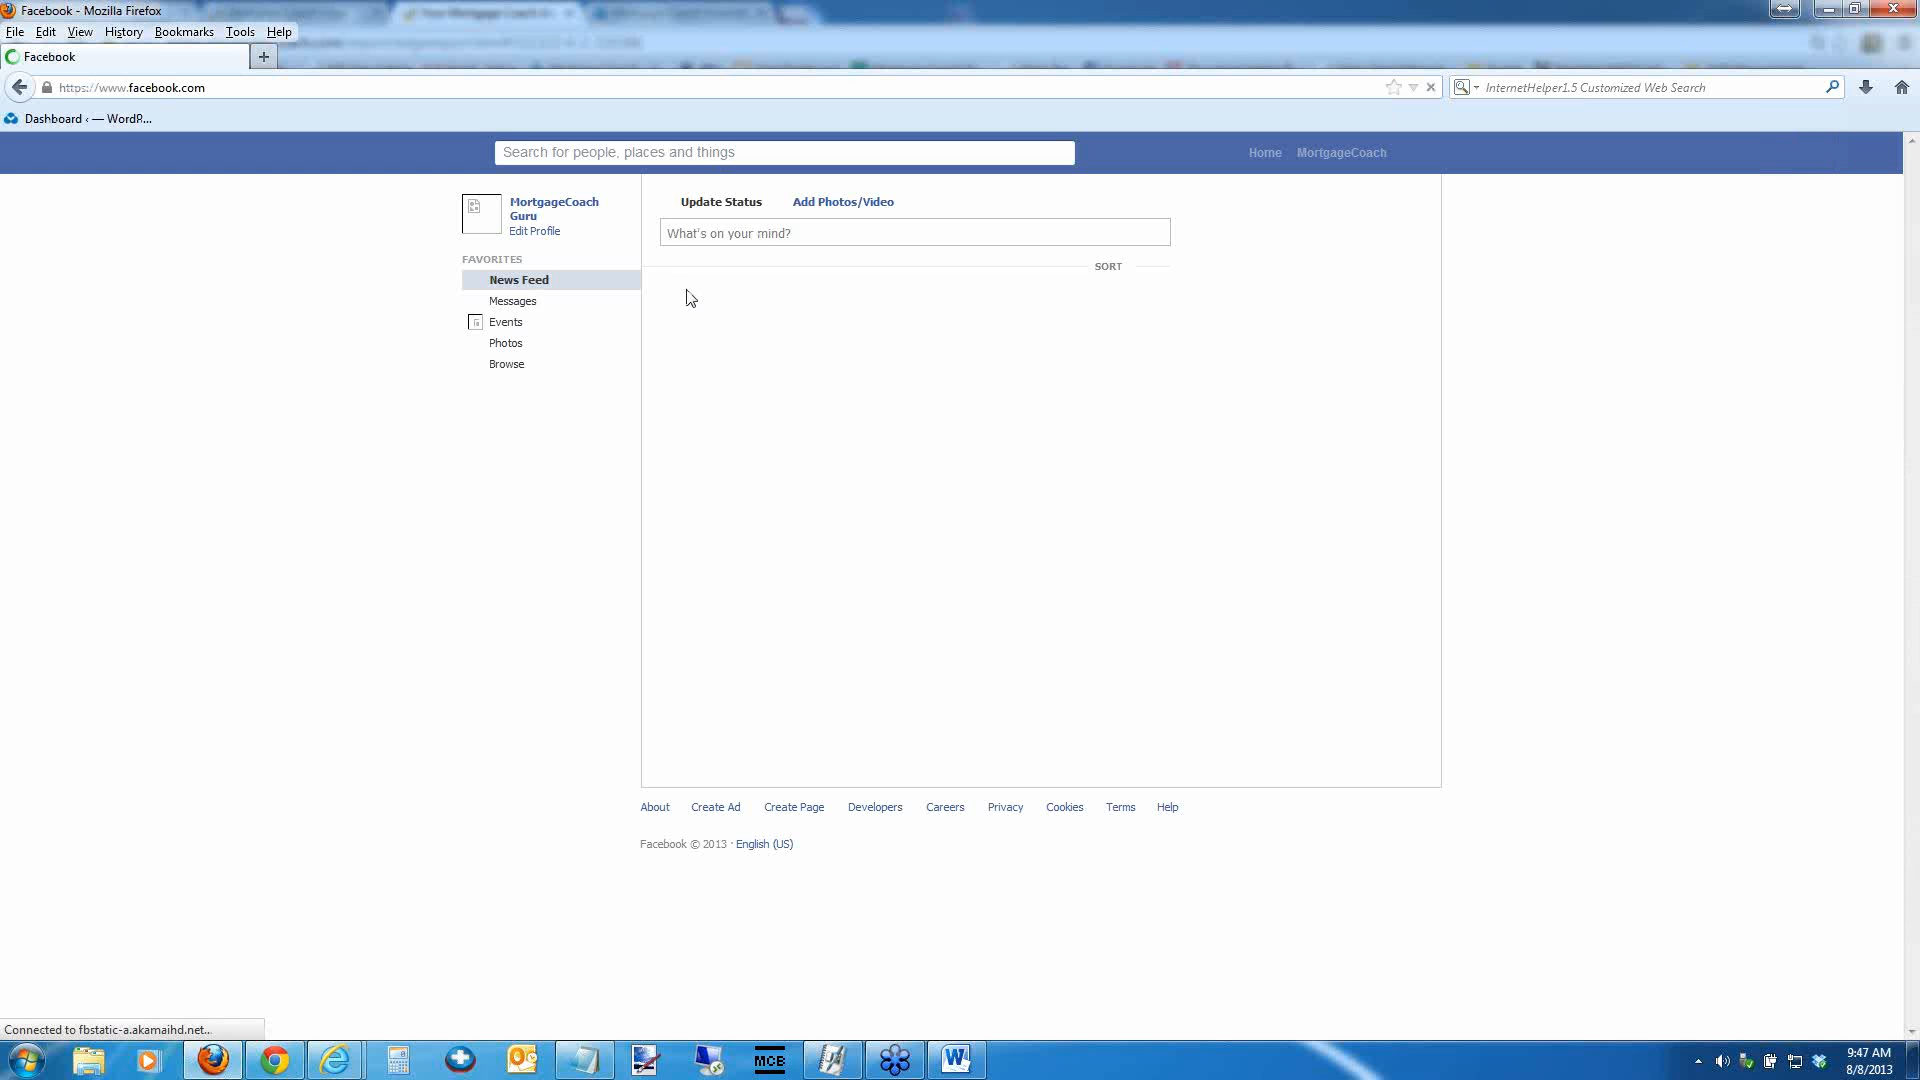 Facebook - Mozilla Firefox
File Edit View History Bookmarks Tools Help
Facebook
https://www.facebook.com
InternetHelper1.5 Customized Web Search
Dashboard ‹ — WordP...
Search for people, places and things
Home MortgageCoach
MortgageCoach
Guru
Edit Profile
Update Status Add Photos/Video
What's on your mind?
FAVORITES
SORT
News Feed
Messages
Events
Photos
Browse
About Create Ad Create Page Developers Careers Privacy Cookies Terms Help
Facebook © 2013 · English (US)
Connected to fbstatic-a.akamaihd.net...
MCB
9:47 AM
8/8/2013